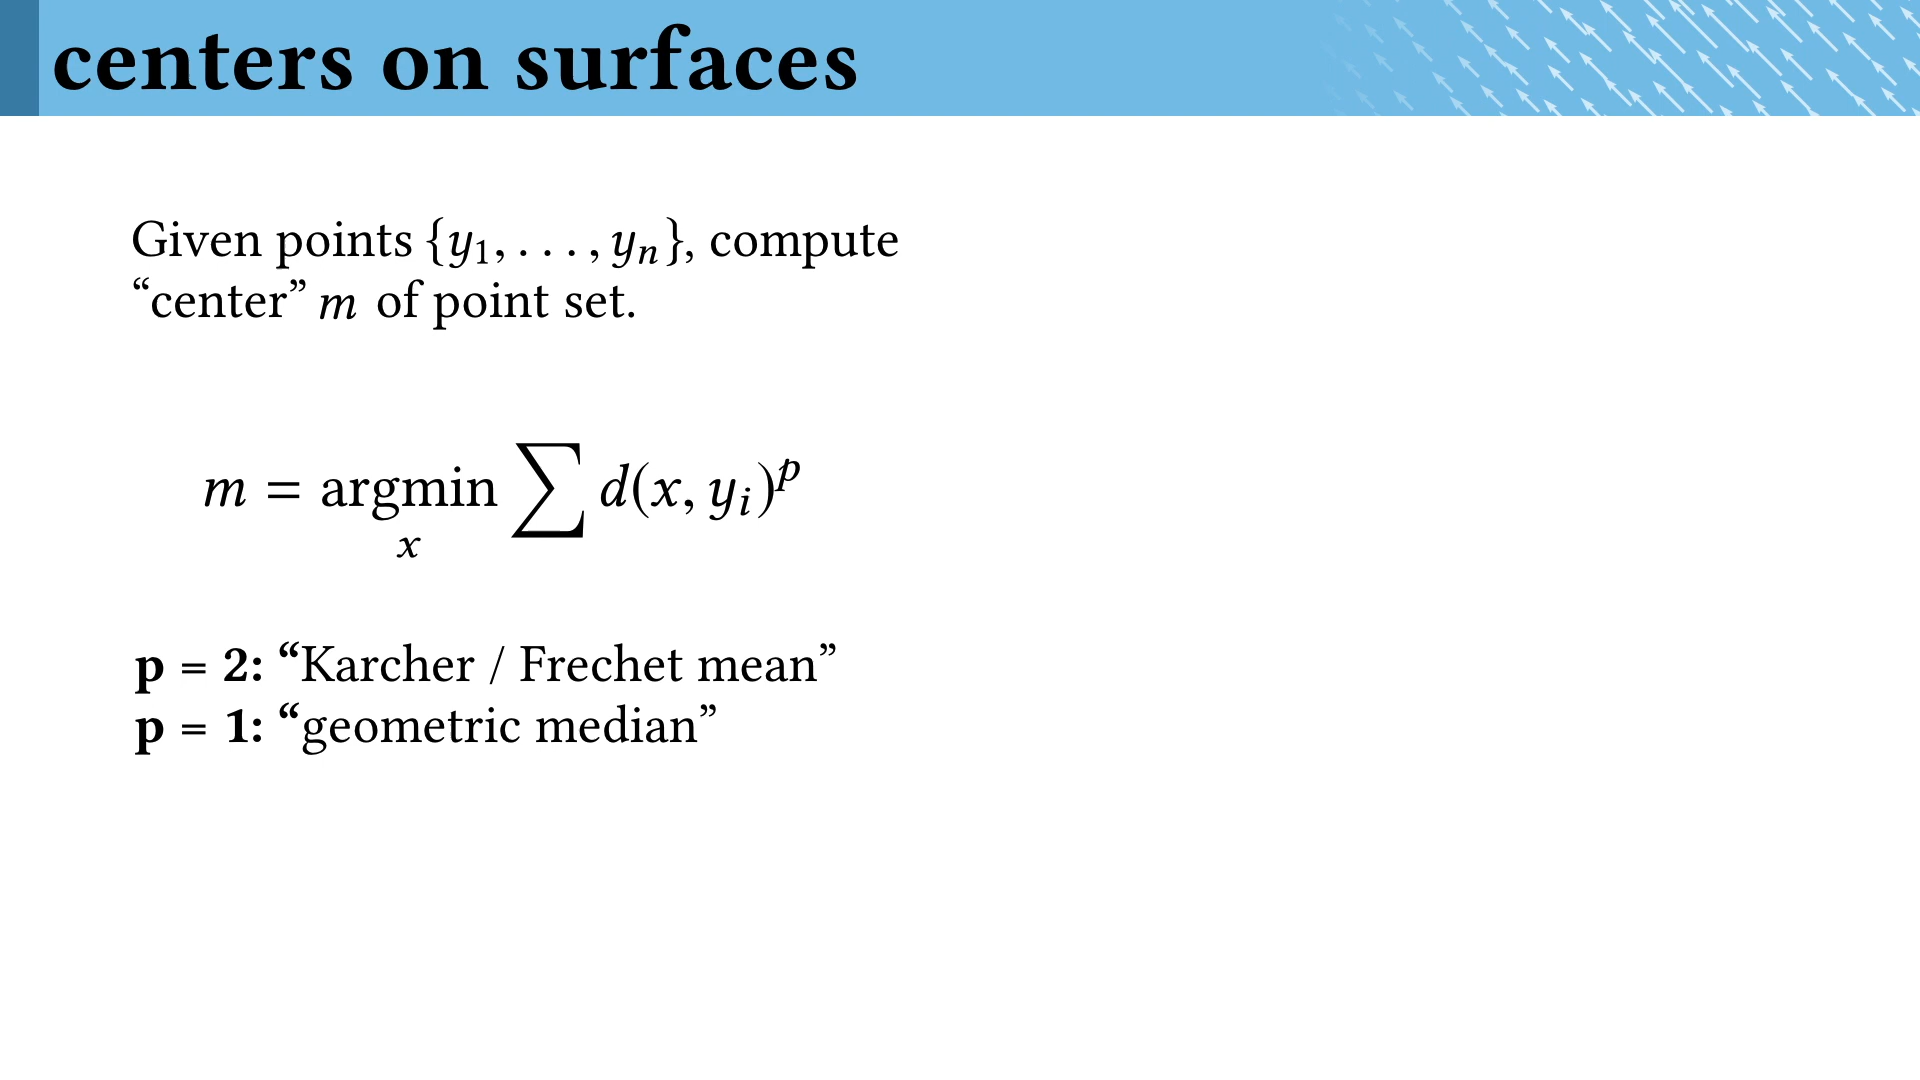 centers on surfaces
Given points {y₁, . . . , yₙ}, compute
“center” m of point set.
m = argmin ∑ d(x, yᵢ)ᵖ
x
p = 2: “Karcher / Frechet mean”
p = 1: “geometric median”